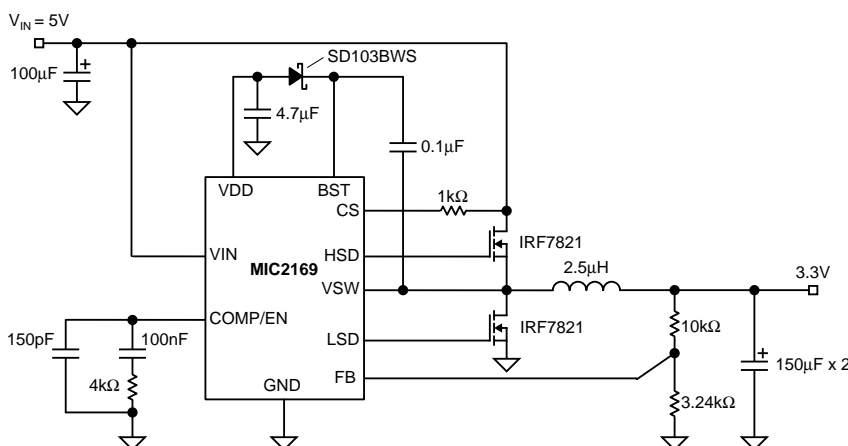 V_IN = 5V
SD103BWS
100µF
+
4.7µF
0.1µF
VDD
BST
1kΩ
CS
IRF7821
VIN
HSD
2.5µH
MIC2169
3.3V
VSW
COMP/EN
150pF
100nF
IRF7821
10kΩ
LSD
+
150µF x 2
4kΩ
FB
GND
3.24kΩ